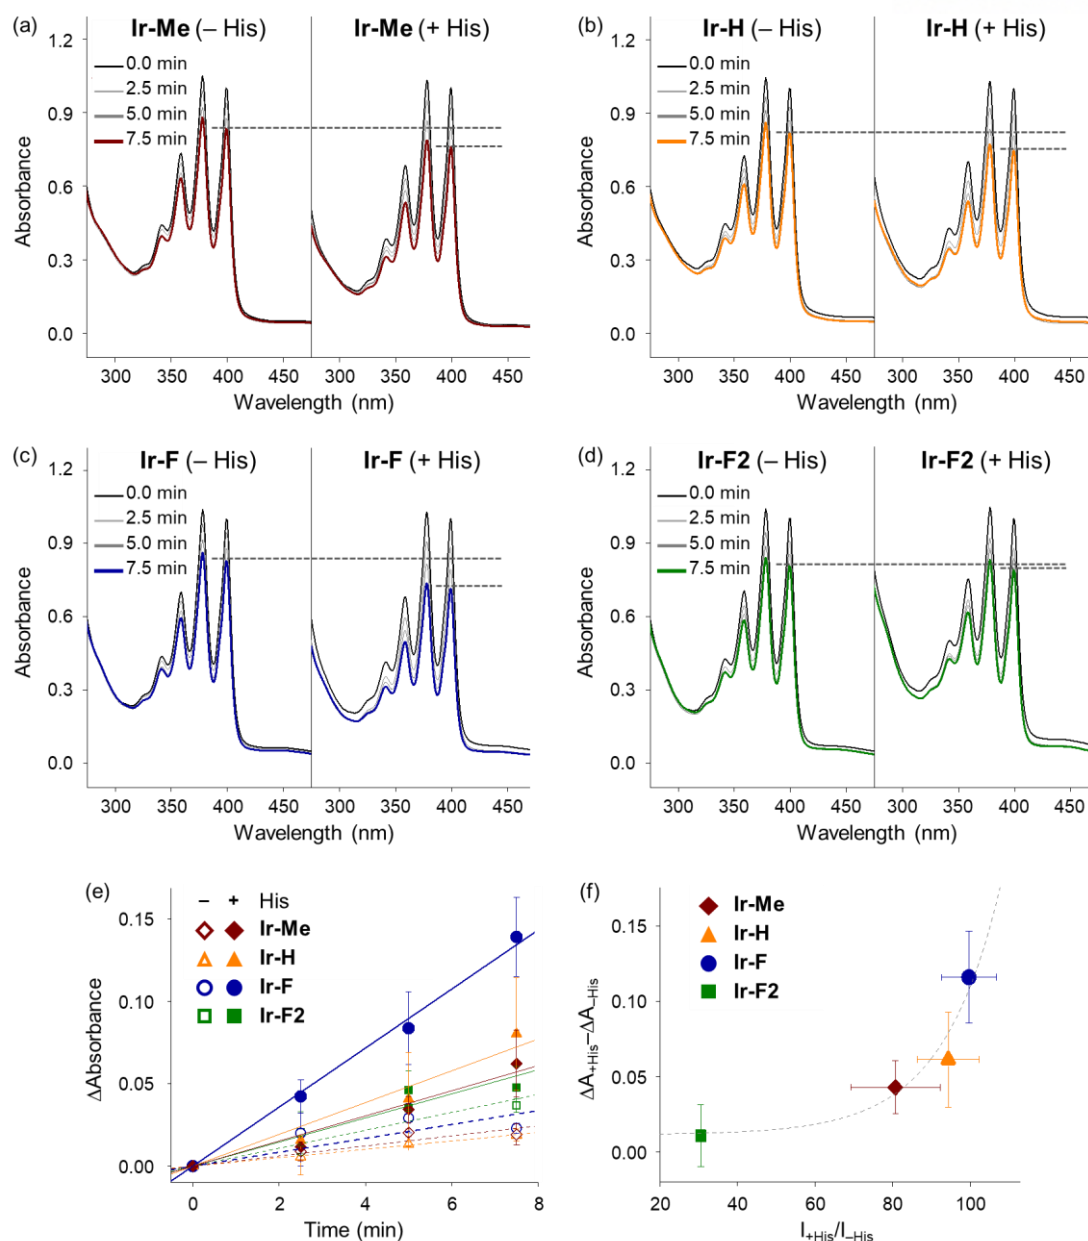 (a)
Ir-Me (– His)
Ir-Me (+ His)
1.2
0.9
0.6
0.3
0.0
Absorbance
0.0 min
2.5 min
5.0 min
7.5 min
300 350 400 450 300 350 400 450
Wavelength (nm) Wavelength (nm)
(b)
Ir-H (– His)
Ir-H (+ His)
1.2
0.9
0.6
0.3
0.0
Absorbance
0.0 min
2.5 min
5.0 min
7.5 min
300 350 400 450 300 350 400 450
Wavelength (nm) Wavelength (nm)
(c)
Ir-F (– His)
Ir-F (+ His)
1.2
0.9
0.6
0.3
0.0
Absorbance
0.0 min
2.5 min
5.0 min
7.5 min
300 350 400 450 300 350 400 450
Wavelength (nm) Wavelength (nm)
(d)
Ir-F2 (– His)
Ir-F2 (+ His)
1.2
0.9
0.6
0.3
0.0
Absorbance
0.0 min
2.5 min
5.0 min
7.5 min
300 350 400 450 300 350 400 450
Wavelength (nm) Wavelength (nm)
(e)
– + His
Ir-Me
Ir-H
Ir-F
Ir-F2
0.15
0.10
0.05
0.00
ΔAbsorbance
0 2 4 6 8
Time (min)
(f)
Ir-Me
Ir-H
Ir-F
Ir-F2
0.15
0.10
0.05
0.00
ΔA+His–ΔA–His
20 40 60 80 100
I+His/I–His